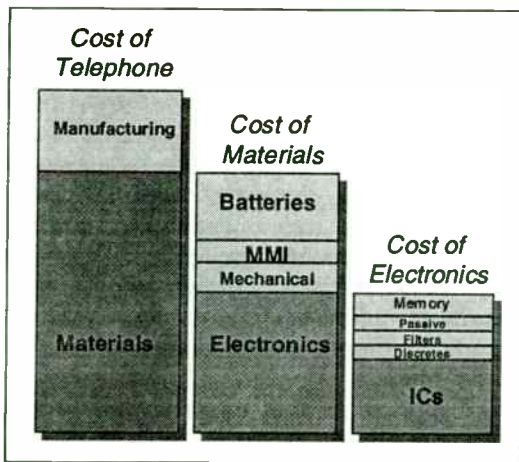 Cost of
Telephone
Manufacturing
Materials
Cost of
Materials
Batteries
MMI
Mechanical
Electronics
Cost of
Electronics
Memory
Passive
Filters
Discretes
ICs